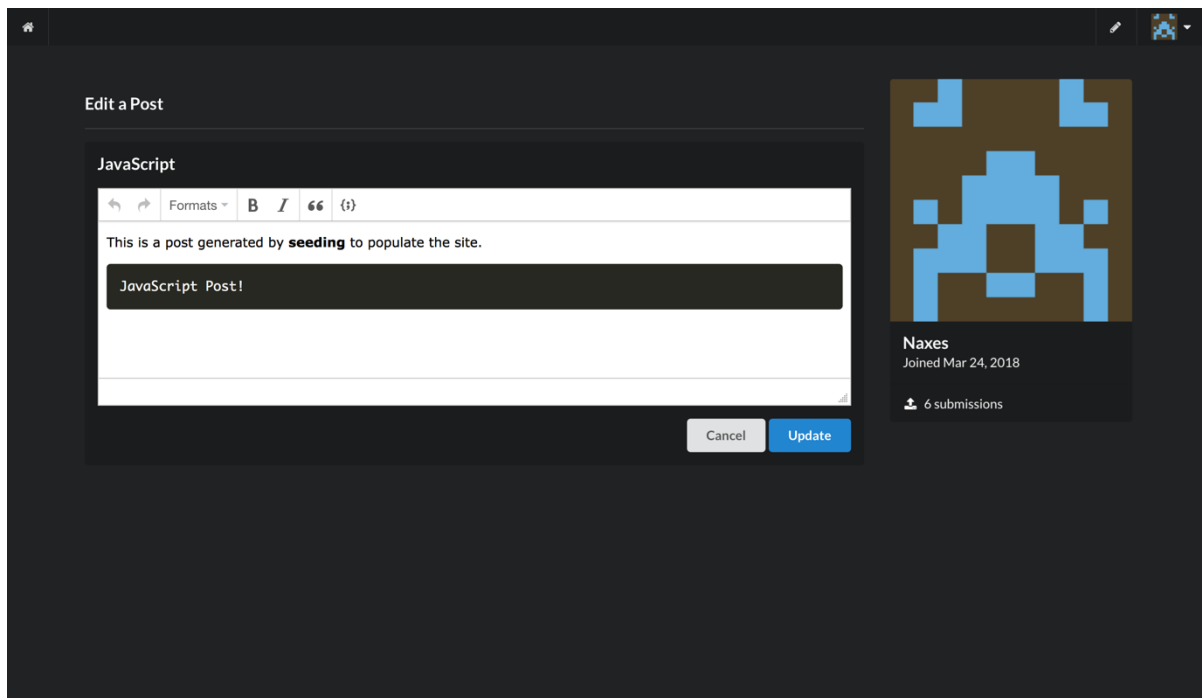 Edit a Post
JavaScript
Formats
This is a post generated by seeding to populate the site.
JavaScript Post!
Cancel
Update
Naxes
Joined Mar 24, 2018
6 submissions